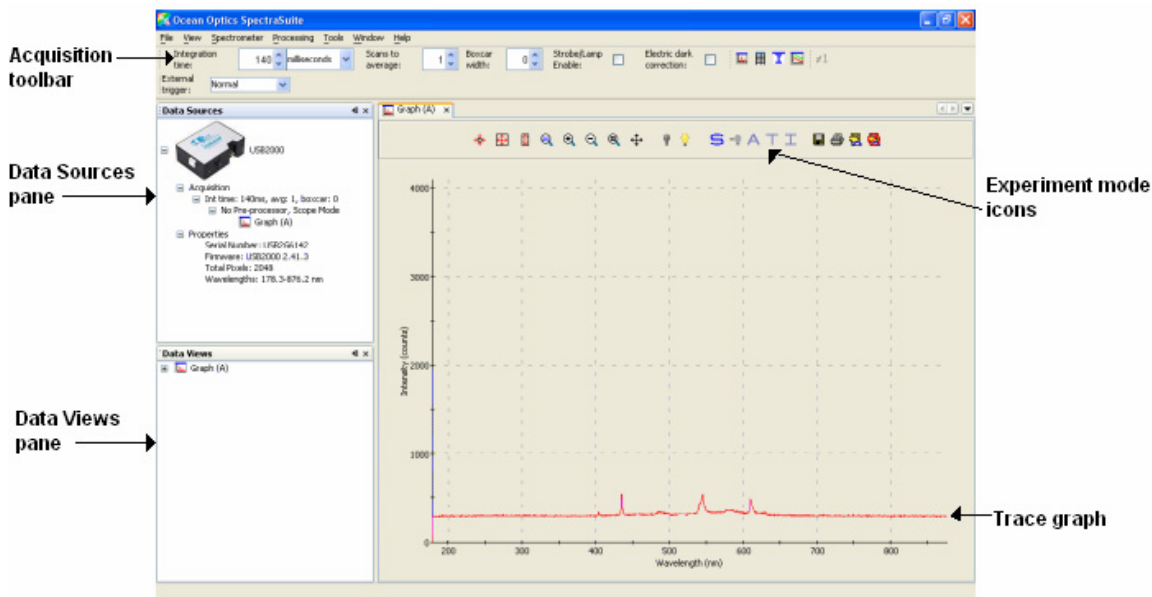 Ocean Optics SpectraSuite
File View Spectrometer Processing Tools Window Help
Acquisition toolbar
Integration time: 140 milliseconds Scans to average: 1 Boxcar width: 0 Strobe/Lamp Enable: Electric dark correction: ≠1
External trigger: Normal
Data Sources
Graph (A)
S A T I
USB2000
Acquisition
Int time: 140ms, avg: 1, boxcar: 0
No Pre-processor, Scope Mode
Graph (A)
Properties
Serial Number: USB2G6142
Firmware: USB2000 2.41.3
Total Pixels: 2048
Wavelengths: 178.3-876.2 nm
Data Sources pane
Experiment mode icons
Data Views
Graph (A)
Data Views pane
4000
3000
2000
1000
0
Intensity (counts)
200 300 400 500 600 700 800
Wavelength (nm)
Trace graph